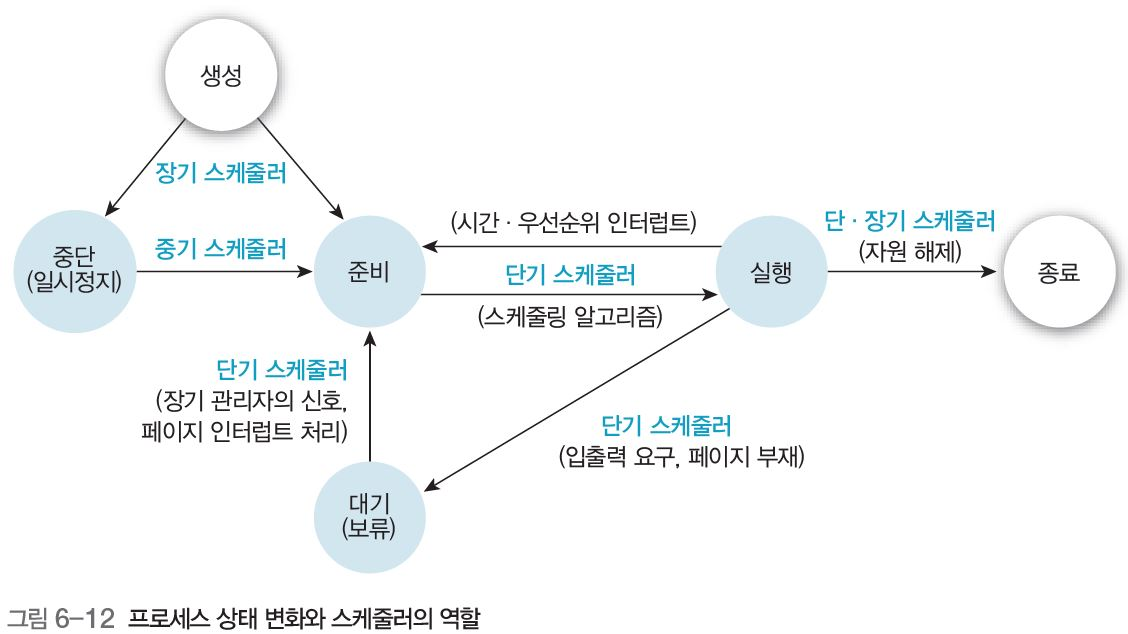 생성
장기 스케줄러
중단
(일시정지)
중기 스케줄러
준비
(시간·우선순위 인터럽트)
단기 스케줄러
(스케줄링 알고리즘)
실행
단·장기 스케줄러
(자원 해제)
종료
단기 스케줄러
(장기 관리자의 신호,
페이지 인터럽트 처리)
단기 스케줄러
(입출력 요구, 페이지 부재)
대기
(보류)
그림 6-12 프로세스 상태 변화와 스케줄러의 역할